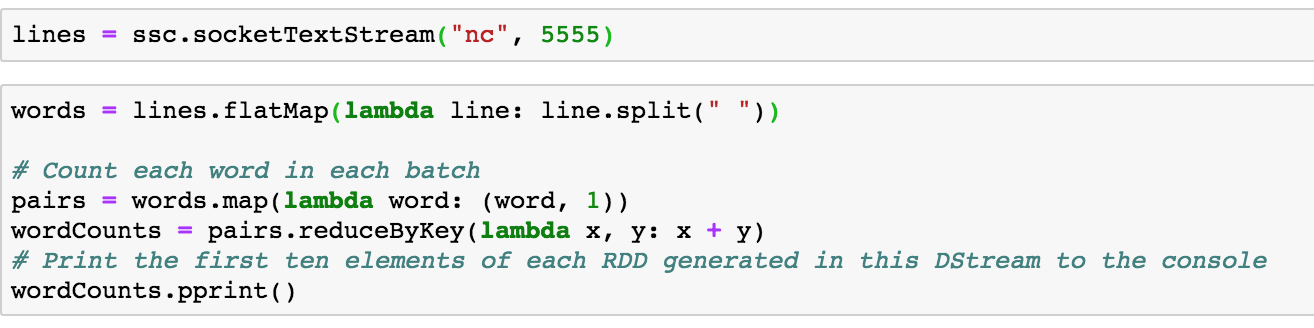 lines = ssc.socketTextStream("nc", 5555)
words = lines.flatMap(lambda line: line.split(" "))
# Count each word in each batch
pairs = words.map(lambda word: (word, 1))
wordCounts = pairs.reduceByKey(lambda x, y: x + y)
# Print the first ten elements of each RDD generated in this DStream to the console
wordCounts.pprint()